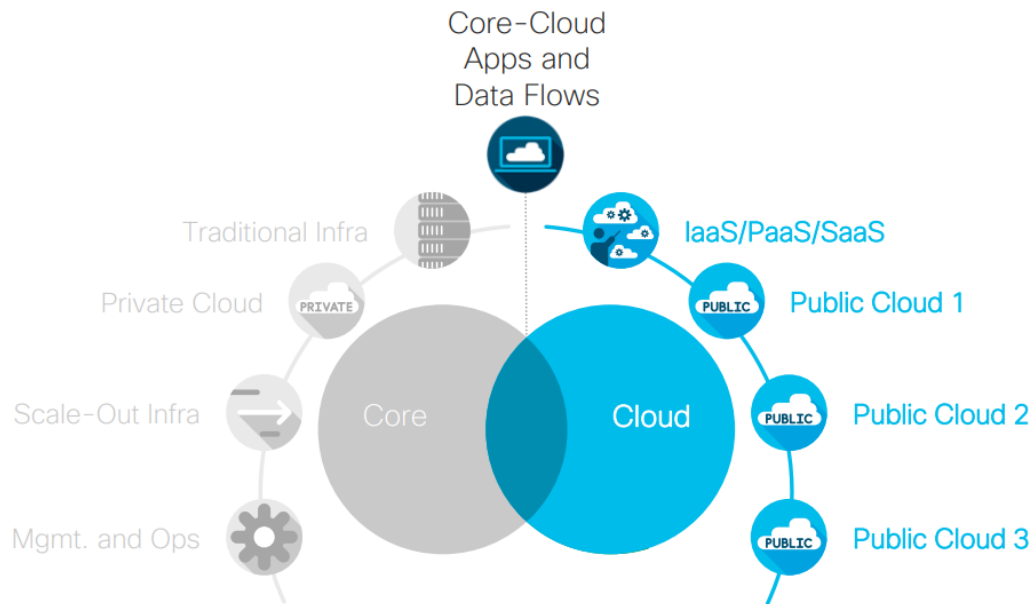 Core-Cloud
Apps and
Data Flows
Traditional Infra
IaaS/PaaS/SaaS
Private Cloud
PRIVATE
PUBLIC
Public Cloud 1
Scale-Out Infra
Core
Cloud
PUBLIC
Public Cloud 2
Mgmt. and Ops
PUBLIC
Public Cloud 3